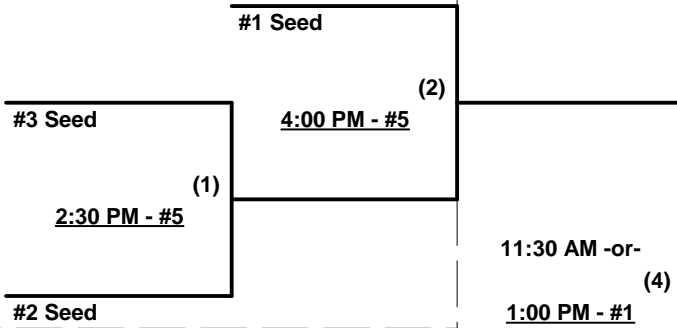 #1 Seed
(2)
#3 Seed
4:00 PM - #5
(1)
2:30 PM - #5
11:30 AM -or-
(4)
#2 Seed
1:00 PM - #1